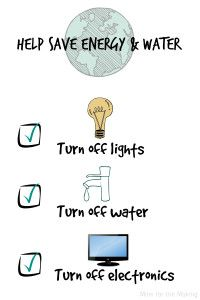 HELP SAVE ENERGY & WATER
Turn off lights
Turn off water
Turn off electronics